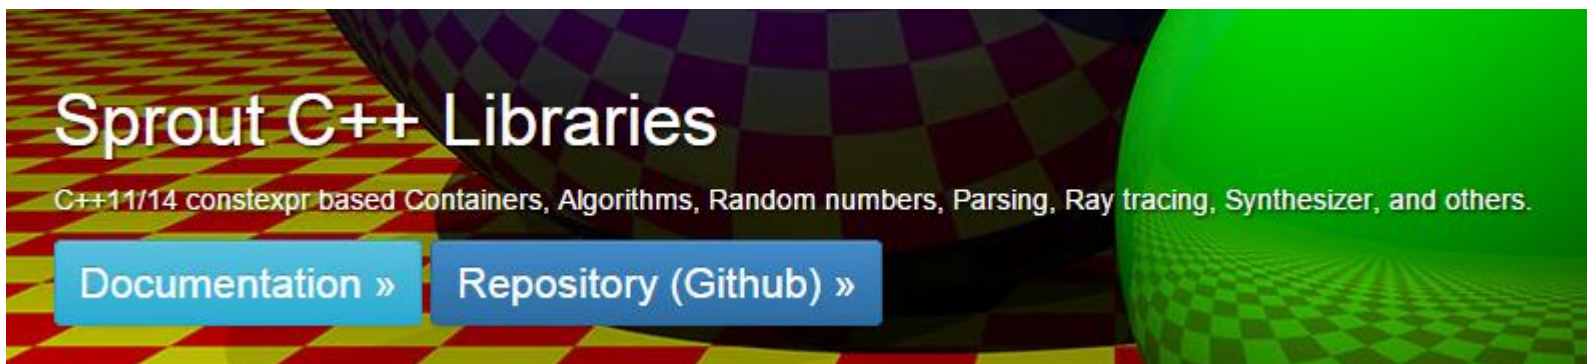 Sprout C++ Libraries
C++11/14 constexpr based Containers, Algorithms, Random numbers, Parsing, Ray tracing, Synthesizer, and others.
Documentation » Repository (Github) »